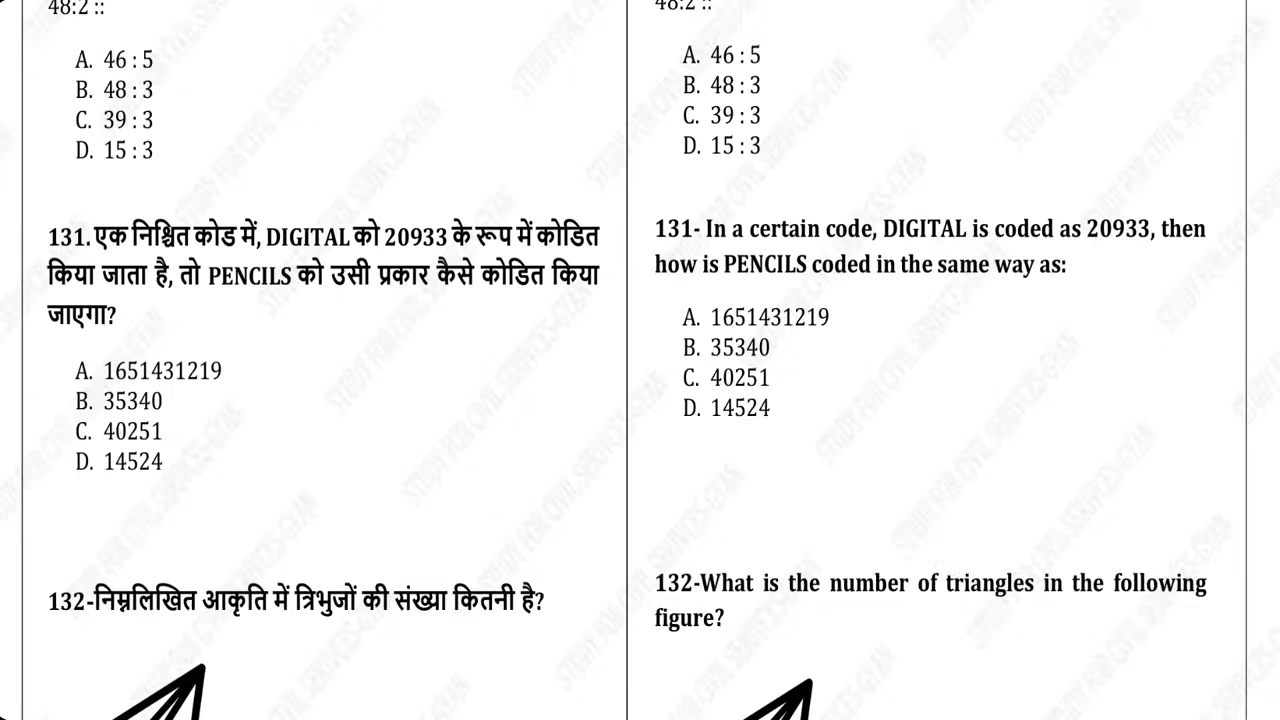 48:2 ::
A. 46 : 5
B. 48 : 3
C. 39 : 3
D. 15 : 3
131. एक निश्चित कोड में, DIGITAL को 20933 के रूप में कोडित
किया जाता है, तो PENCILS को उसी प्रकार कैसे कोडित किया
जाएगा?
A. 1651431219
B. 35340
C. 40251
D. 14524
132-निम्नलिखित आकृति में त्रिभुजों की संख्या कितनी है?
48:2 ::
A. 46 : 5
B. 48 : 3
C. 39 : 3
D. 15 : 3
131- In a certain code, DIGITAL is coded as 20933, then
how is PENCILS coded in the same way as:
A. 1651431219
B. 35340
C. 40251
D. 14524
132-What is the number of triangles in the following
figure?